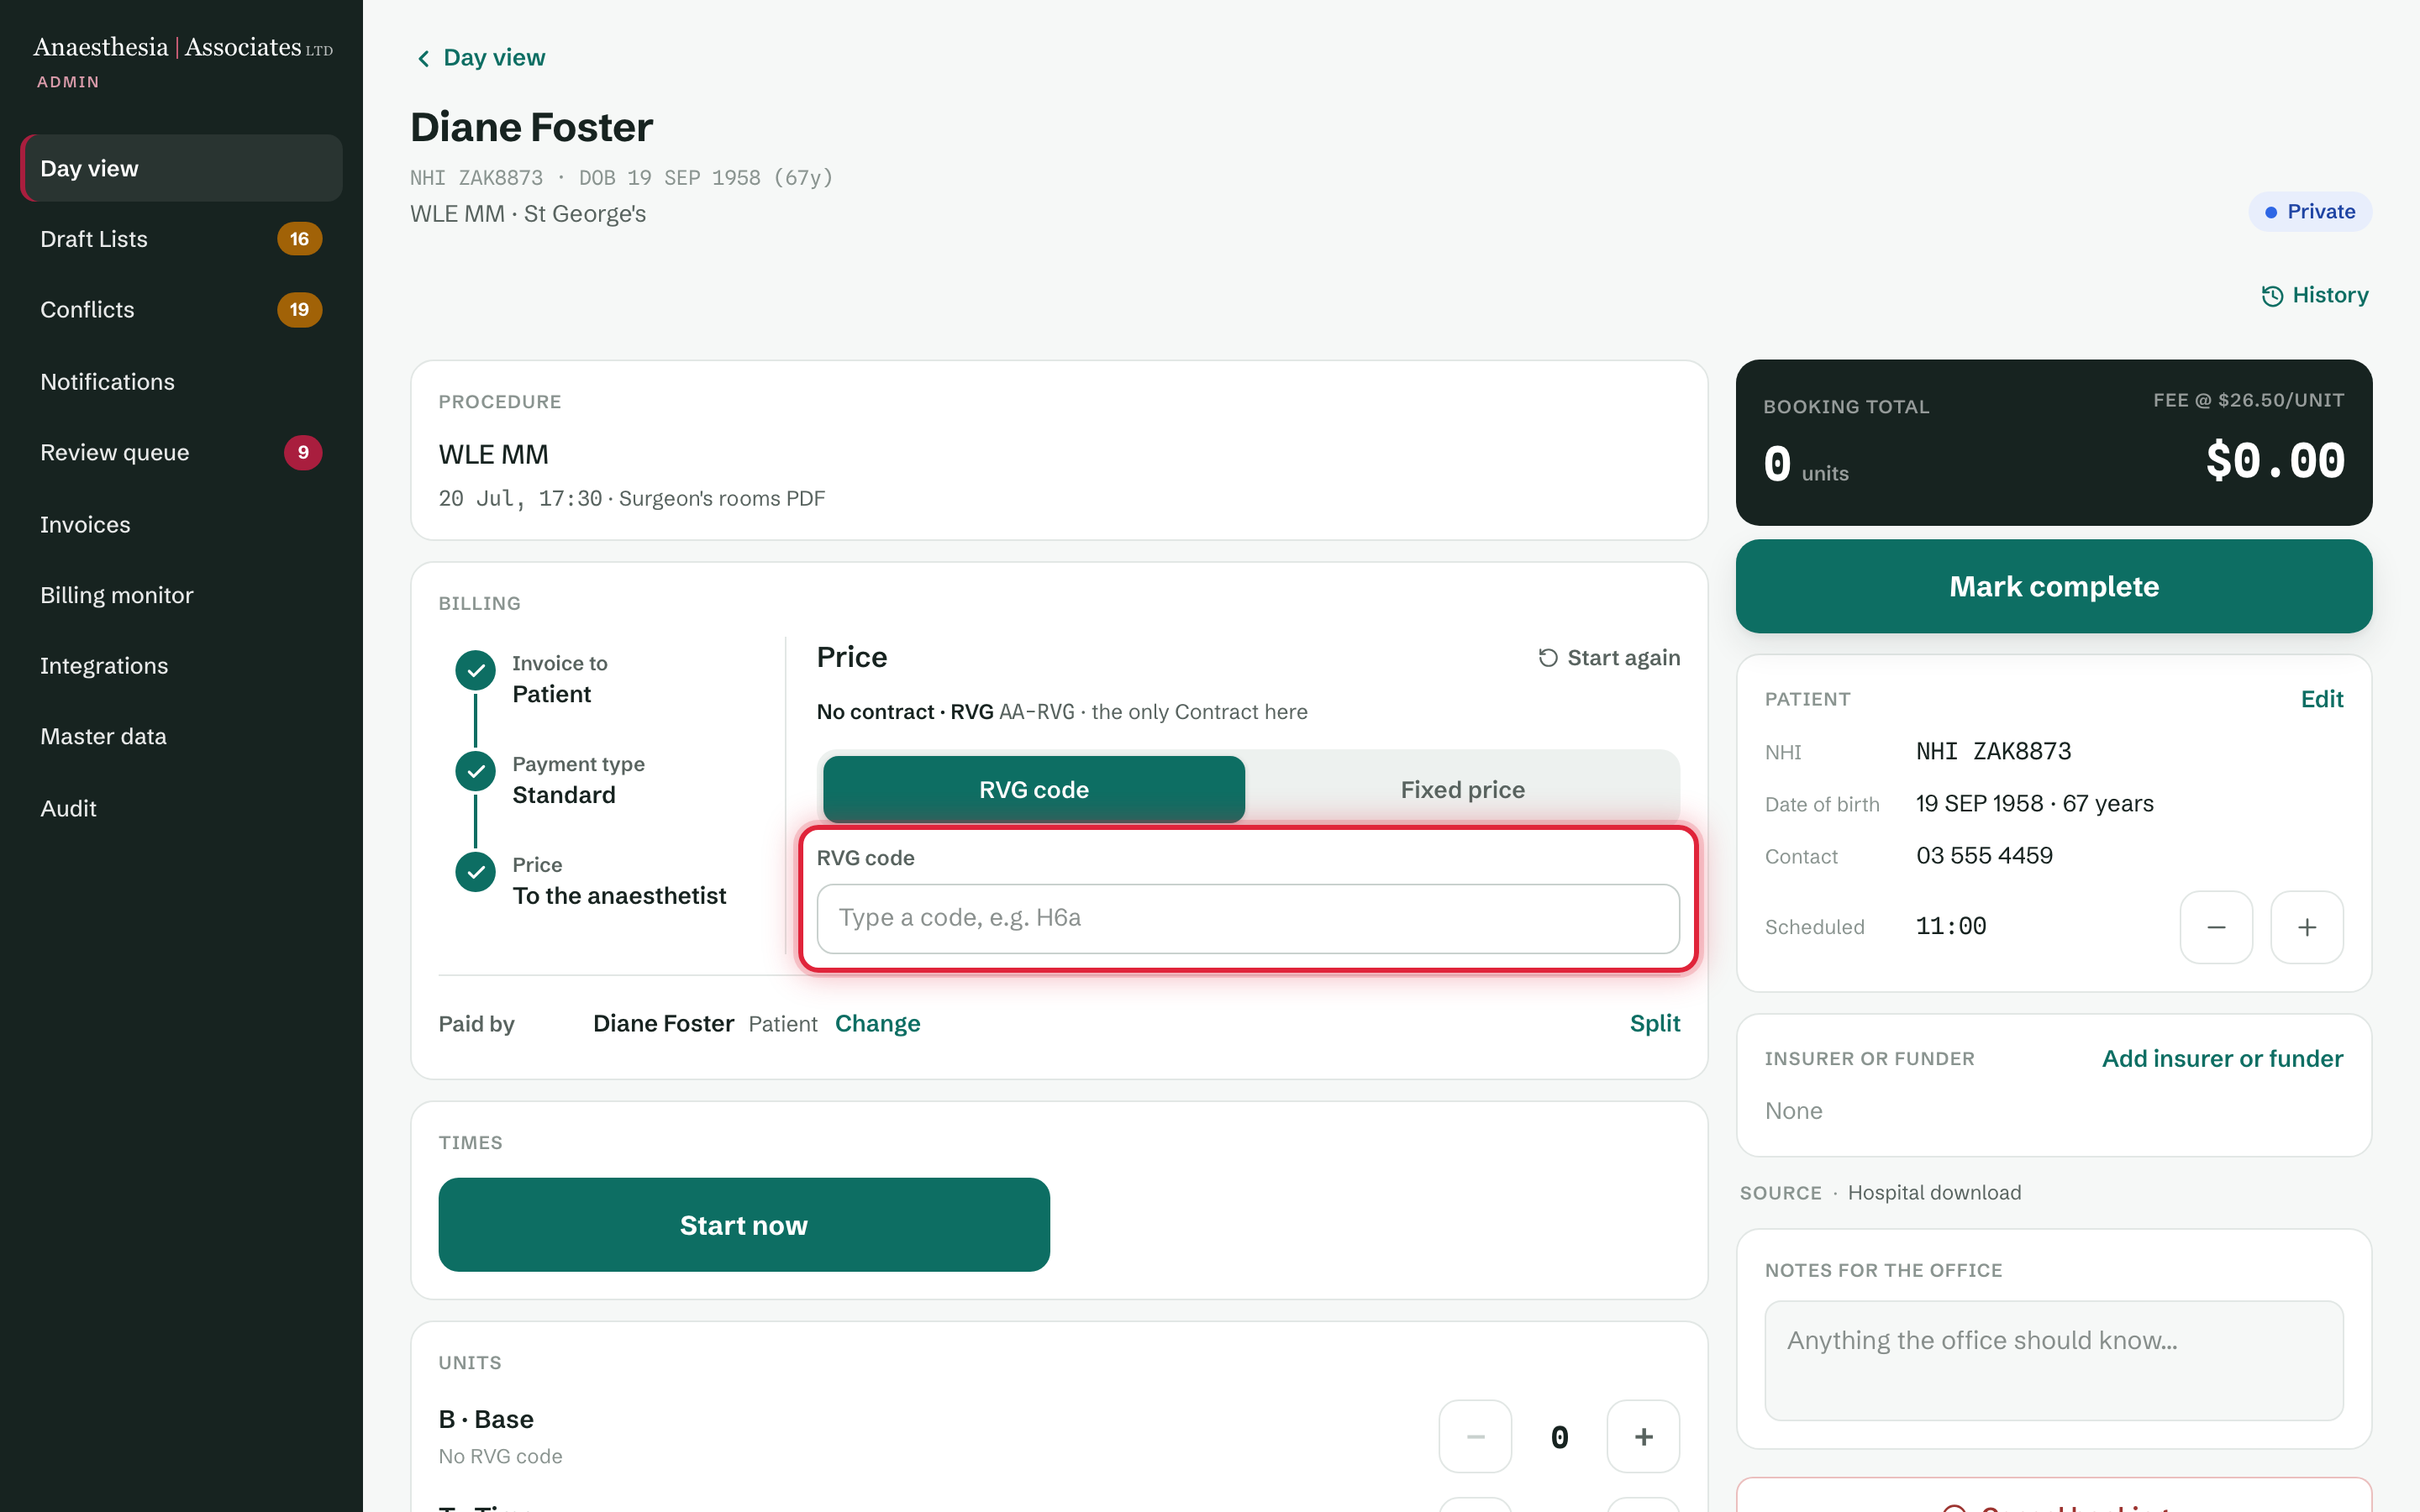 Anaesthesia | Associates LTD
ADMIN
Day view
Draft Lists 16
Conflicts 19
Notifications
Review queue 9
Invoices
Billing monitor
Integrations
Master data
Audit
Day view
Diane Foster
NHI ZAK8873 · DOB 19 SEP 1958 (67y)
WLE MM · St George's
Private
History
PROCEDURE
WLE MM
20 Jul, 17:30 · Surgeon's rooms PDF
BILLING
Invoice to
Patient
Payment type
Standard
Price
To the anaesthetist
Price
Start again
No contract · RVG AA-RVG · the only Contract here
RVG code
Fixed price
RVG code
Type a code, e.g. H6a
Paid by Diane Foster Patient Change Split
TIMES
Start now
UNITS
B · Base
No RVG code
0
BOOKING TOTAL
FEE @ $26.50/UNIT
0 units
$0.00
Mark complete
PATIENT Edit
NHI NHI ZAK8873
Date of birth 19 SEP 1958 · 67 years
Contact 03 555 4459
Scheduled 11:00
INSURER OR FUNDER Add insurer or funder
None
SOURCE · Hospital download
NOTES FOR THE OFFICE
Anything the office should know...